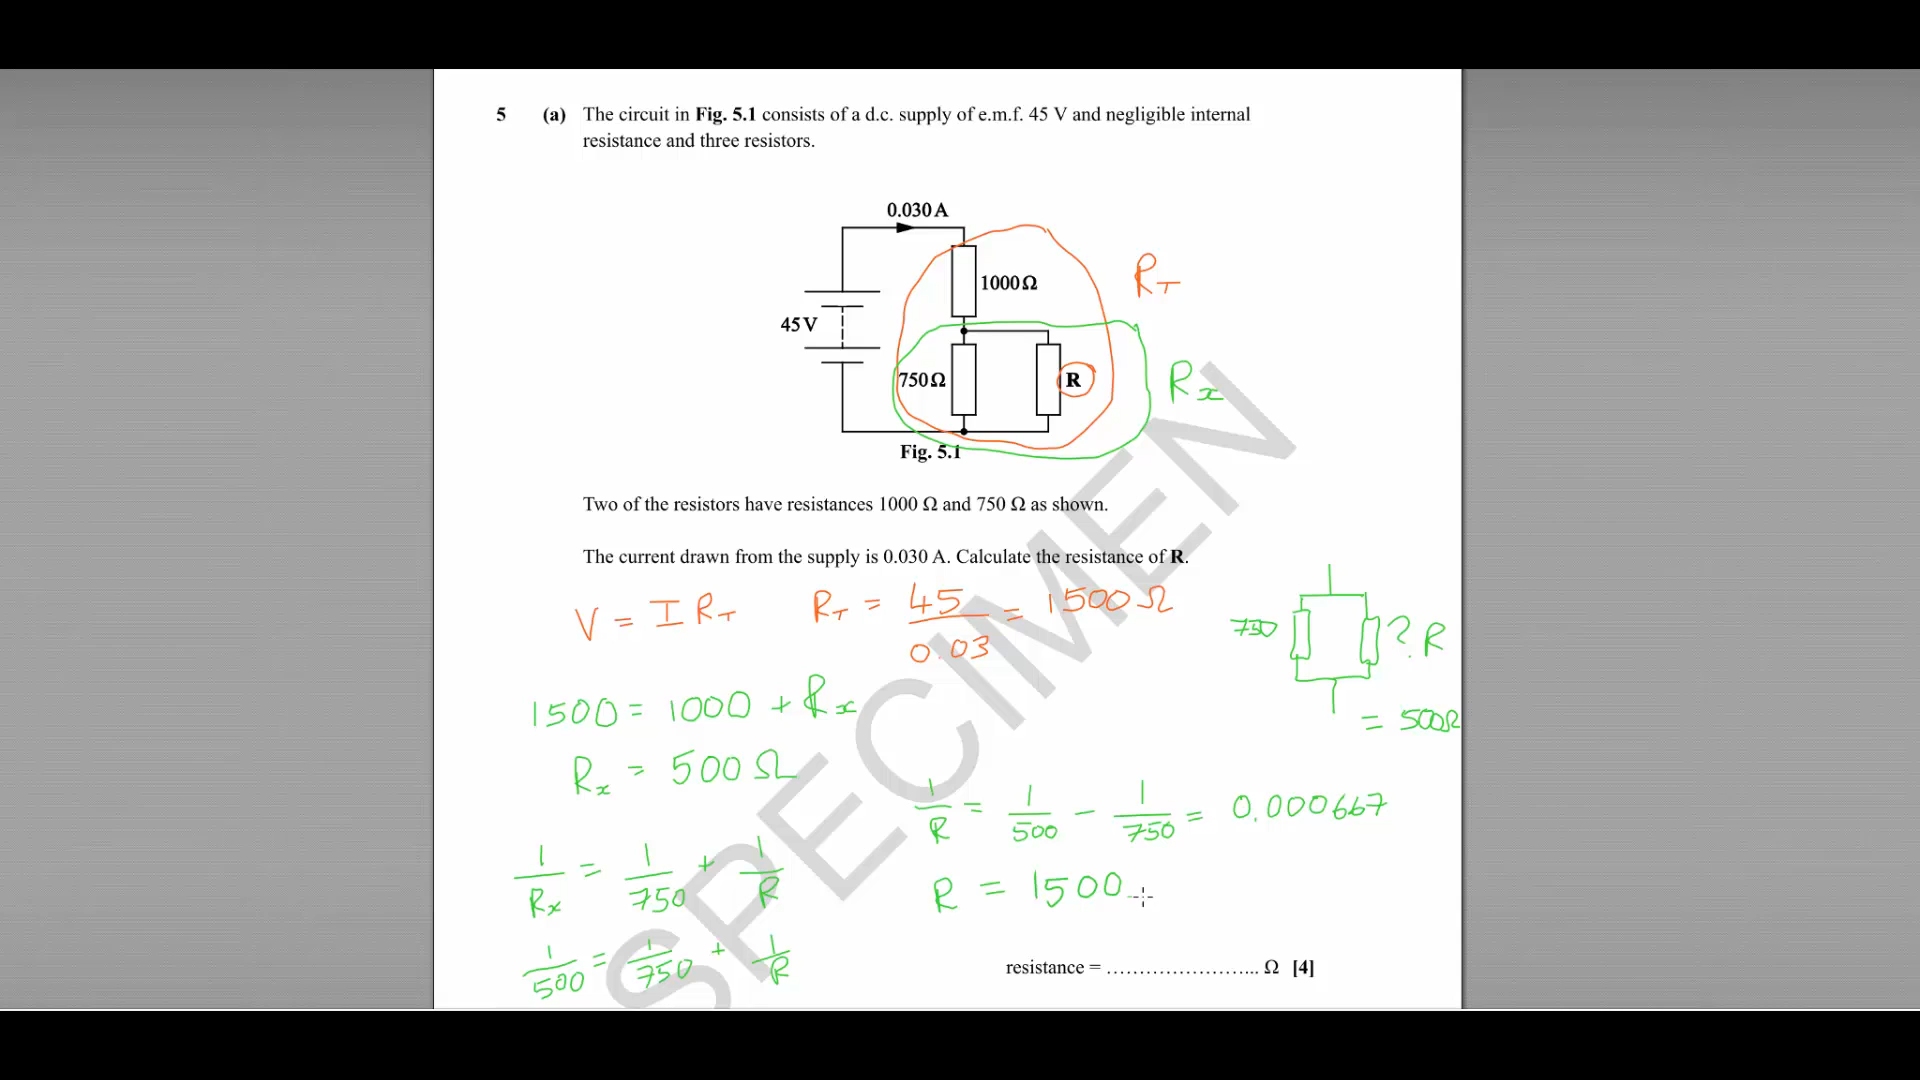 5 (a) The circuit in Fig. 5.1 consists of a d.c. supply of e.m.f. 45 V and negligible internal
resistance and three resistors.
0.030 A
1000 Ω
R_T
45 V
750 Ω
R
R_x
Fig. 5.1
Two of the resistors have resistances 1000 Ω and 750 Ω as shown.
The current drawn from the supply is 0.030 A. Calculate the resistance of R.
V = I R_T
R_T = 45/0.03 = 1500 Ω
750
? R
= 500Ω
1500 = 1000 + R_x
R_x = 500 Ω
1/R_x = 1/750 + 1/R
1/500 = 1/750 + 1/R
1/R = 1/500 - 1/750 = 0.000667
R = 1500
resistance = ........................ Ω [4]
SPECIMEN